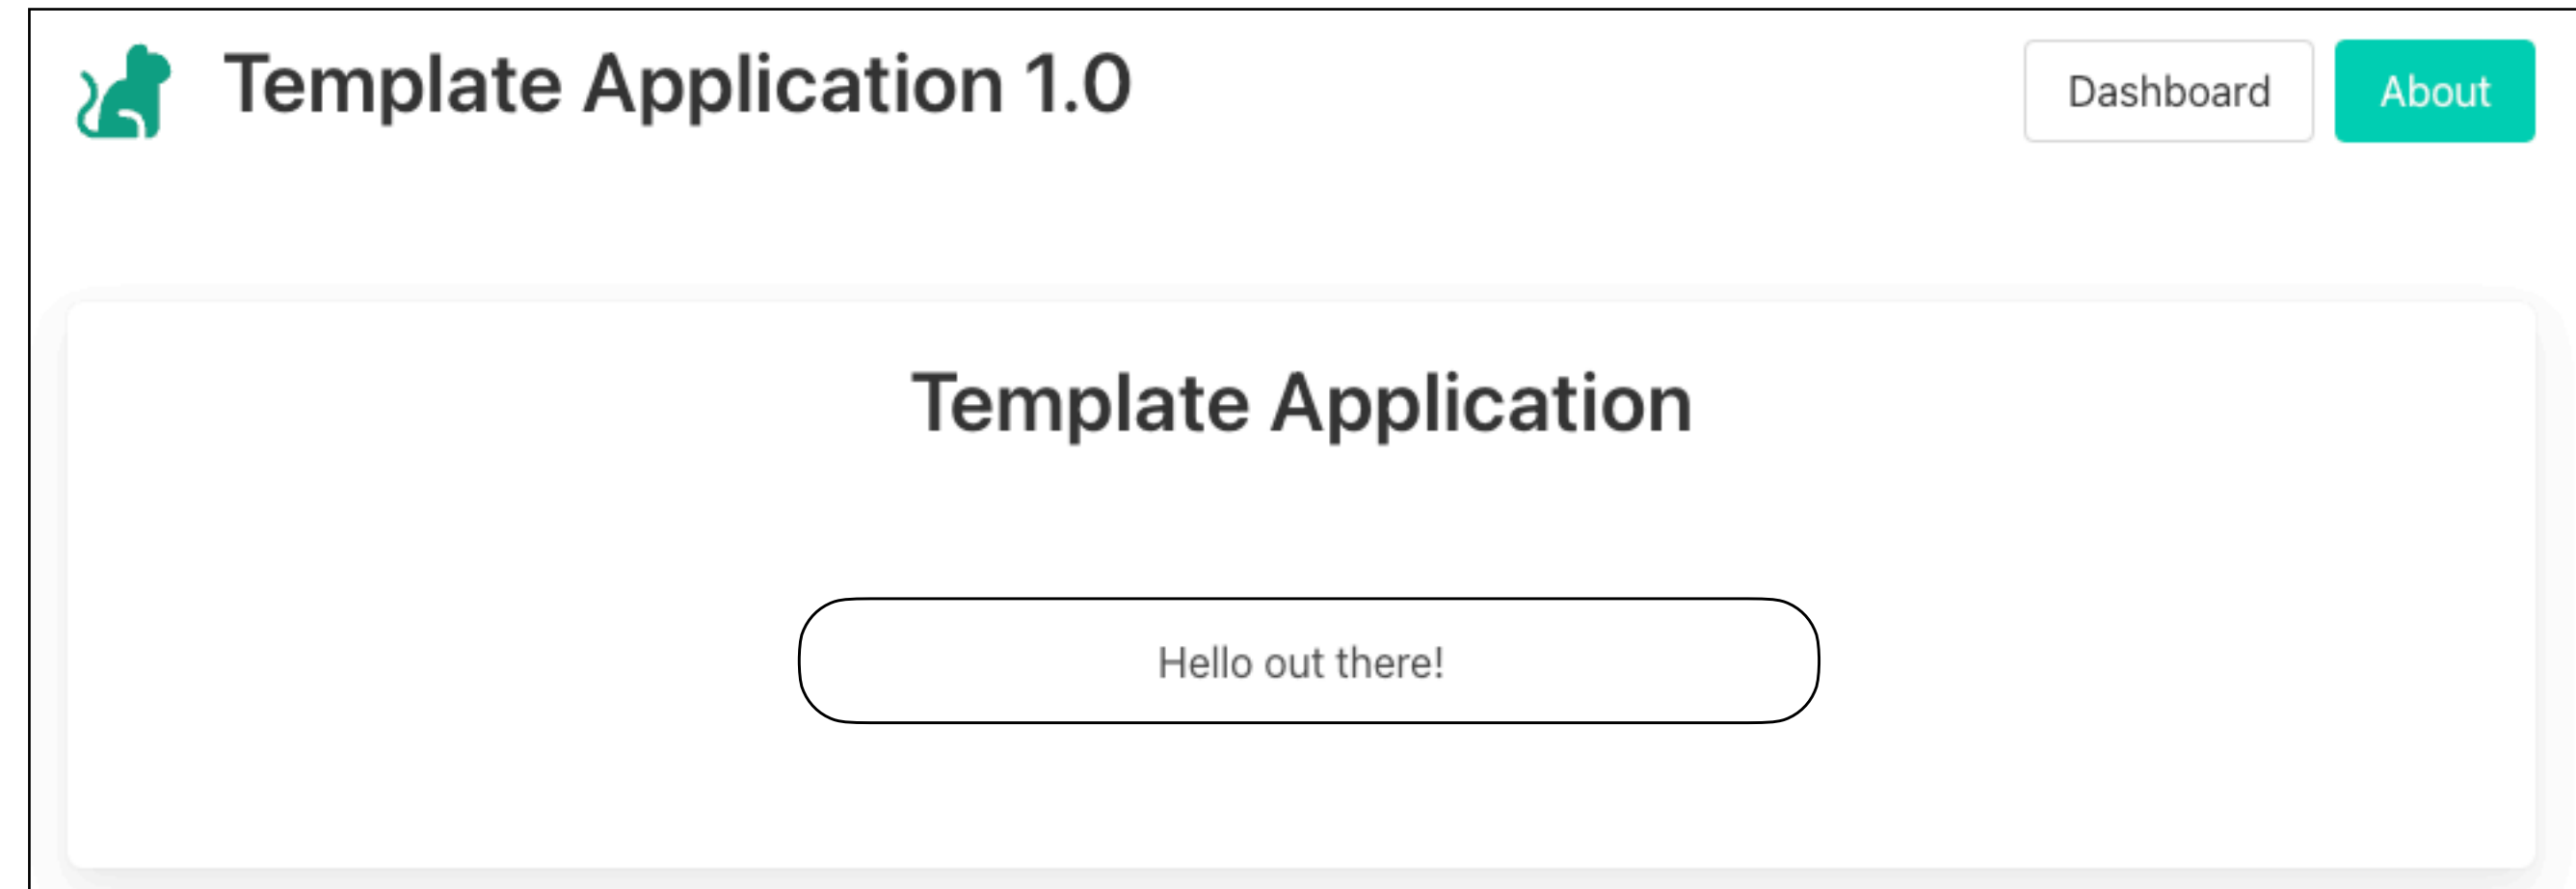 Template Application 1.0
Dashboard
About
Template Application
Hello out there!